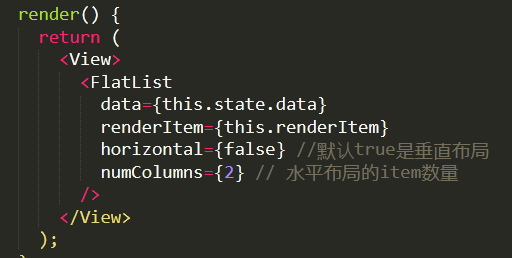 render() {
return (
<View>
<FlatList
data={this.state.data}
renderItem={this.renderItem}
horizontal={false} //默认true是垂直布局
numColumns={2} // 水平布局的item数量
/>
</View>
);